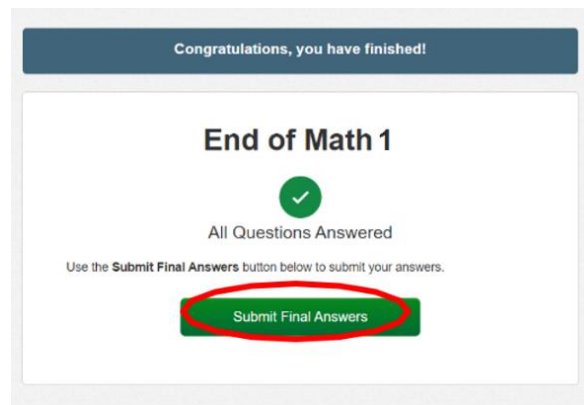 Congratulations, you have finished!
End of Math 1
All Questions Answered
Use the Submit Final Answers button below to submit your answers.
Submit Final Answers